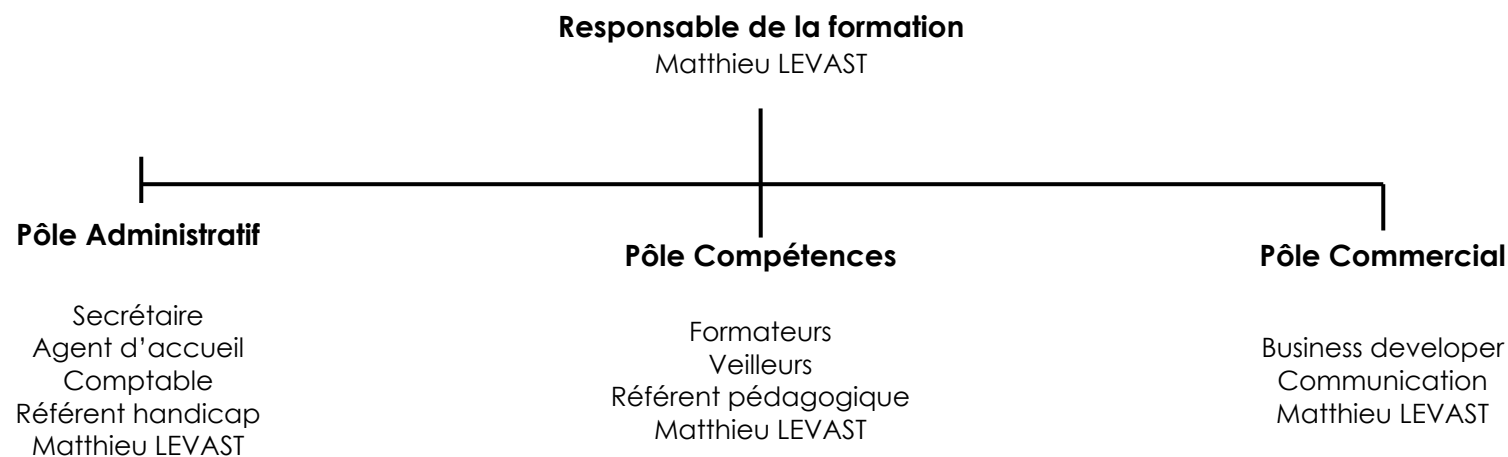 Responsable de la formation
Matthieu LEVAST
Pôle Administratif
Secrétaire
Agent d'accueil
Comptable
Référent handicap
Matthieu LEVAST
Pôle Compétences
Formateurs
Veilleurs
Référent pédagogique
Matthieu LEVAST
Pôle Commercial
Business developer
Communication
Matthieu LEVAST